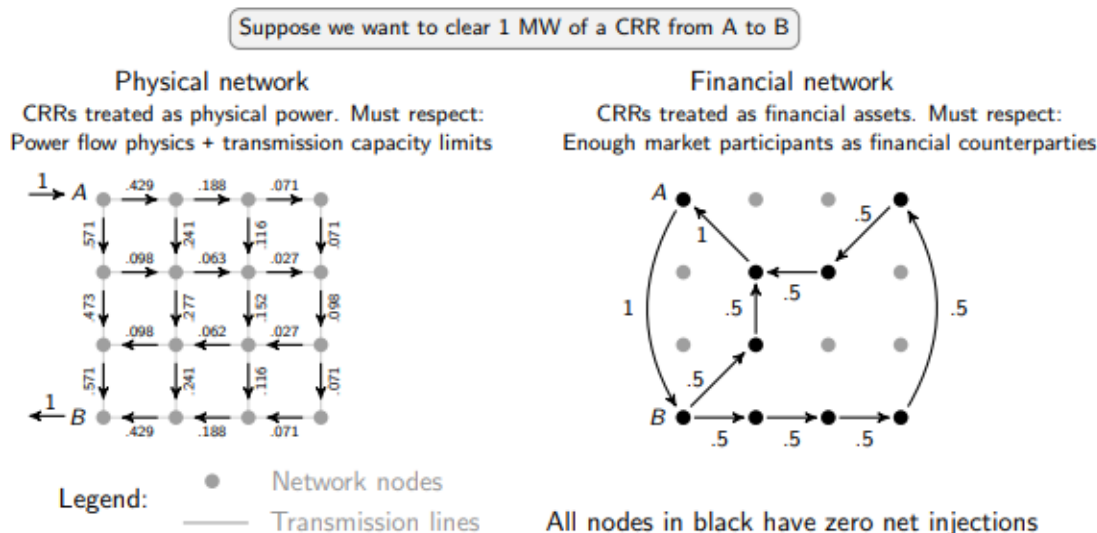 Suppose we want to clear 1 MW of a CRR from A to B
Physical network
CRRs treated as physical power. Must respect:
Power flow physics + transmission capacity limits
1 A .429 .188 .071
.571 .241 .116 .071
.098 .063 .027
.473 .277 .152 .098
.098 .062 .027
.571 .241 .116 .071
1 B .429 .188 .071
Financial network
CRRs treated as financial assets. Must respect:
Enough market participants as financial counterparties
A
.5
1
.5
1 .5 .5
.5
B
.5 .5 .5
Legend:
Network nodes
Transmission lines
All nodes in black have zero net injections